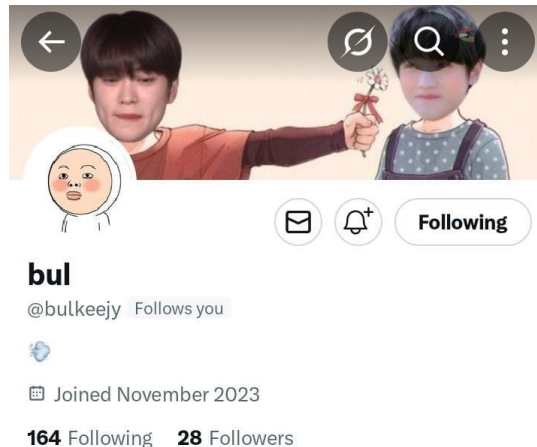 Following
bul
@bulkeejy Follows you
Joined November 2023
164 Following 28 Followers